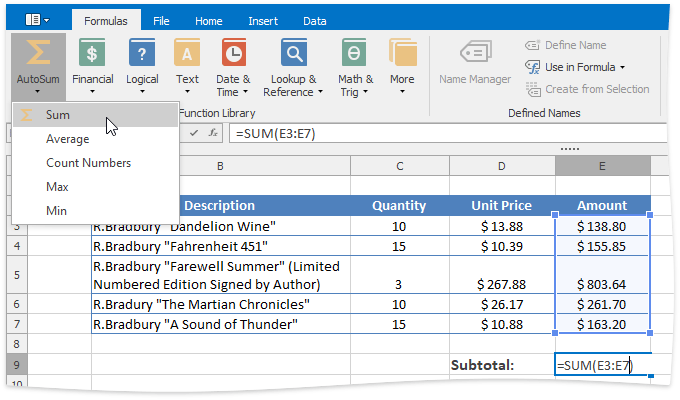 Formulas File Home Insert Data
AutoSum Financial Logical Text Date & Time Lookup & Reference Math & Trig More Name Manager Define Name
Use in Formula
Create from Selection
Function Library Defined Names
Sum
Average
Count Numbers
Max
Min
fx =SUM(E3:E7)
B C D E
Description Quantity Unit Price Amount
3 R.Bradbury "Dandelion Wine" 10 $ 13.88 $ 138.80
4 R.Bradbury "Fahrenheit 451" 15 $ 10.39 $ 155.85
5 R.Bradbury "Farewell Summer" (Limited
Numbered Edition Signed by Author) 3 $ 267.88 $ 803.64
6 R.Bradury "The Martian Chronicles" 10 $ 26.17 $ 261.70
7 R.Bradbury "A Sound of Thunder" 15 $ 10.88 $ 163.20
8
9 Subtotal: =SUM(E3:E7)
10